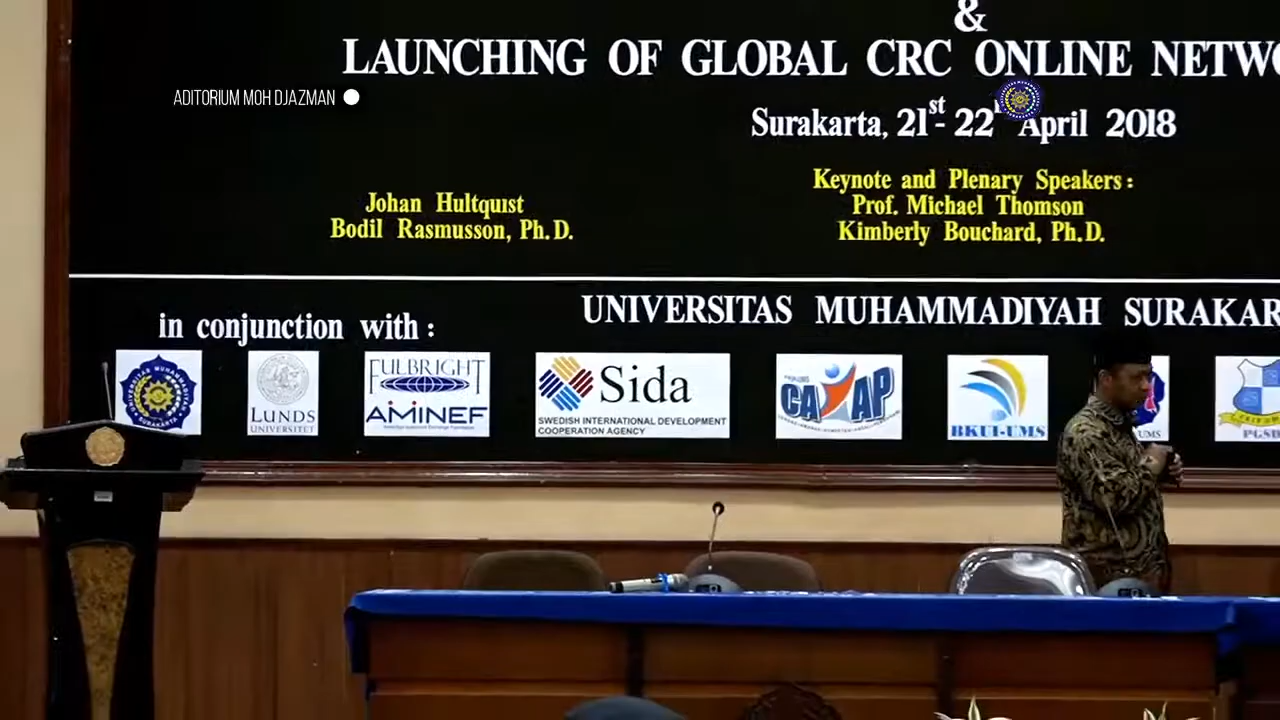 &
LAUNCHING OF GLOBAL CRC ONLINE NETWO
ADITORIUM MOH DJAZMAN
Surakarta, 21st- 22n April 2018
Keynote and Plenary Speakers :
Johan Hultquist
Prof. Michael Thomson
Bodil Rasmusson, Ph.D.
Kimberly Bouchard, Ph.D.
UNIVERSITAS MUHAMMADIYAH SURAKAR
in conjunction with :
LUNDS
UNIVERSITET
FULBRIGHT
AMINEF
Sida
SWEDISH INTERNATIONAL DEVELOPMENT
COOPERATION AGENCY
BKUI-UMS
UMS
PGSD